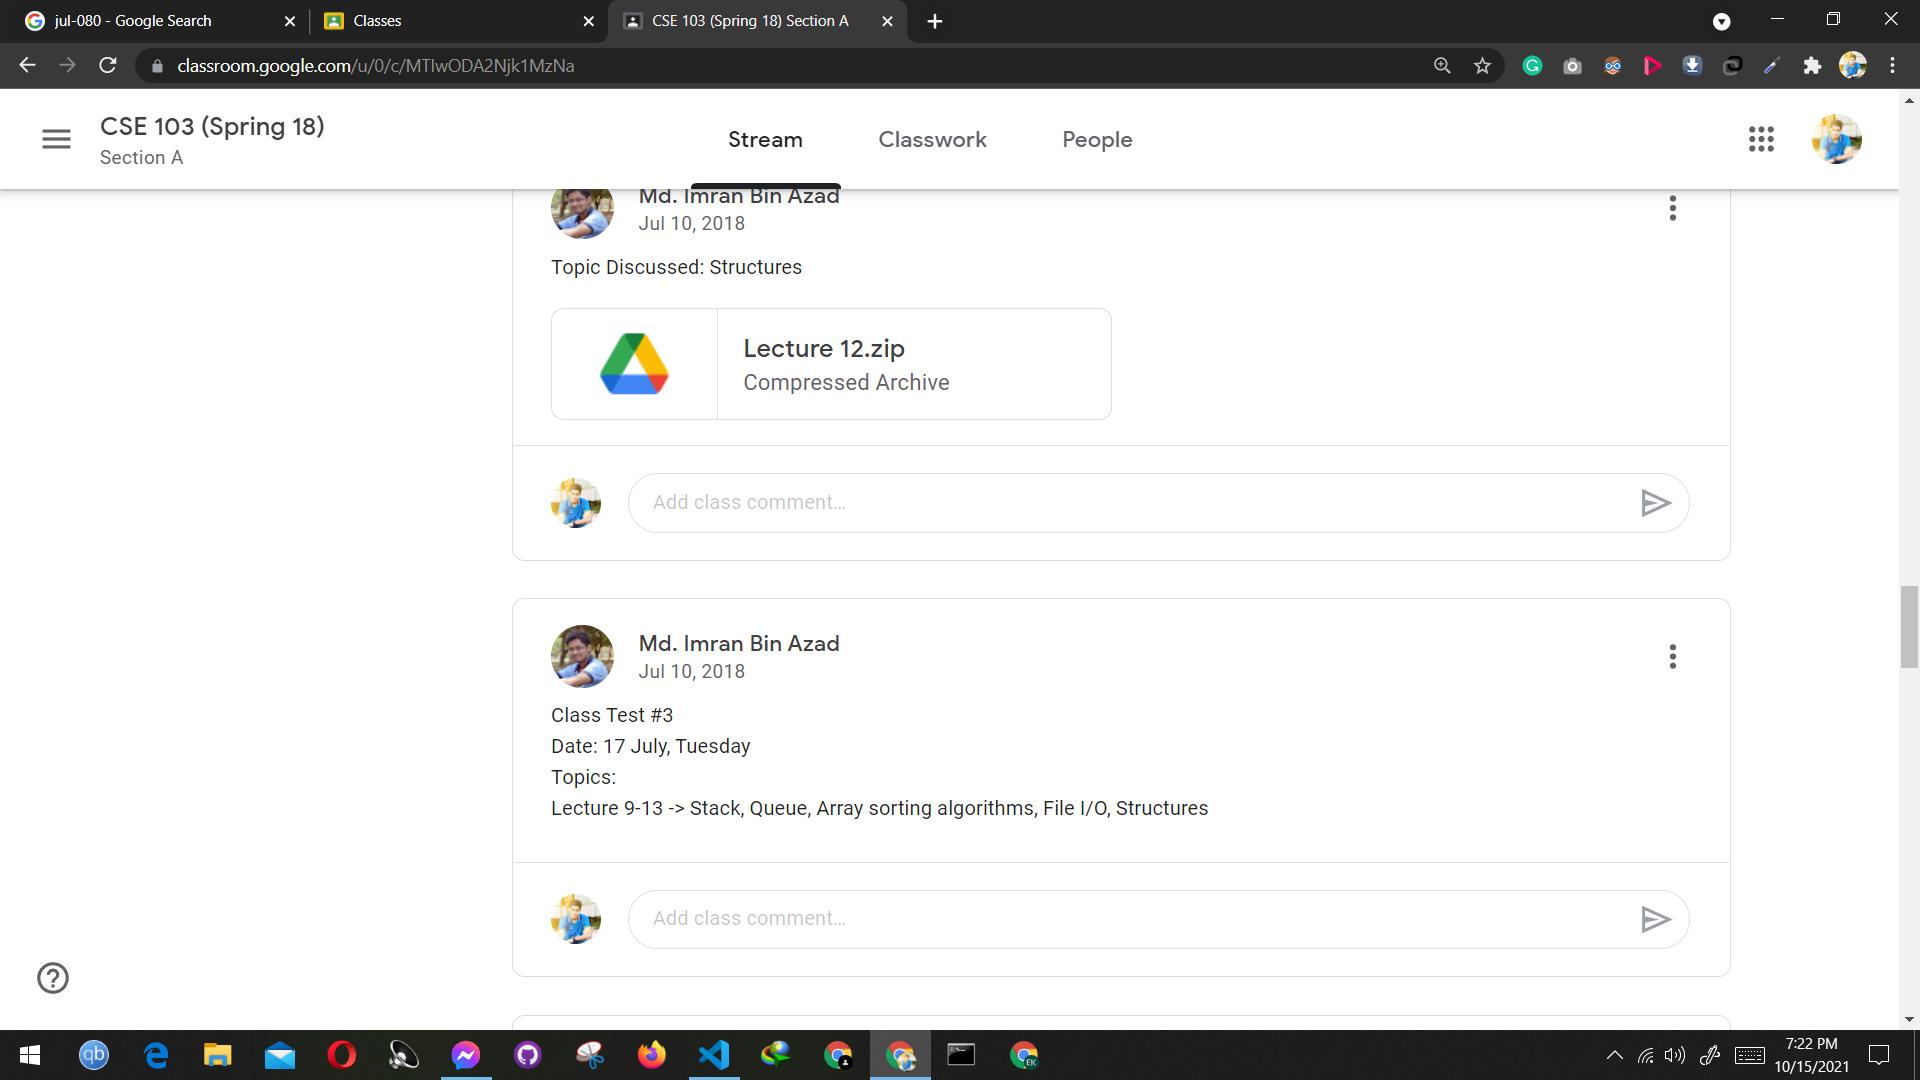 jul-080 - Google Search
Classes
CSE 103 (Spring 18) Section A
classroom.google.com/u/0/c/MTIwODA2Njk1MzNa
CSE 103 (Spring 18)
Section A
Stream
Classwork
People
Md. Imran Bin Azad
Jul 10, 2018
Topic Discussed: Structures
Lecture 12.zip
Compressed Archive
Add class comment...
Md. Imran Bin Azad
Jul 10, 2018
Class Test #3
Date: 17 July, Tuesday
Topics:
Lecture 9-13 -> Stack, Queue, Array sorting algorithms, File I/O, Structures
Add class comment...
qb
EK
7:22 PM
10/15/2021